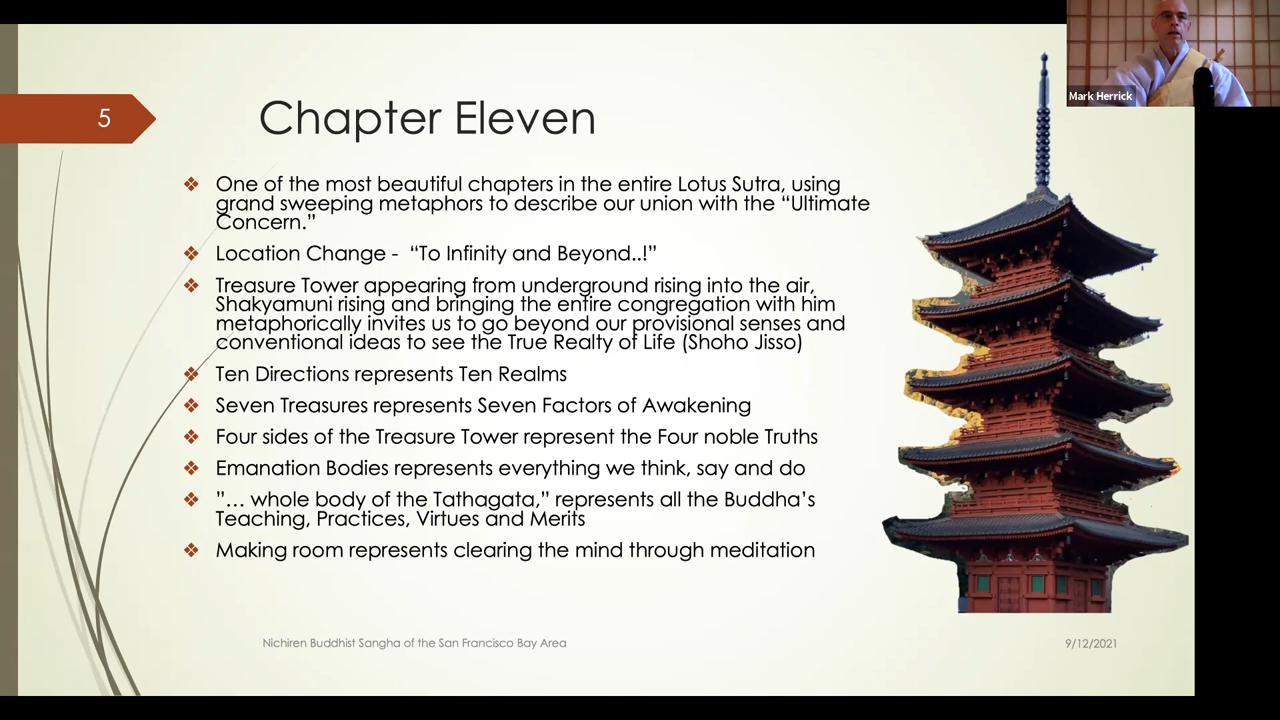 Mark Herrick
5
Chapter Eleven
❖ One of the most beautiful chapters in the entire Lotus Sutra, using
grand sweeping metaphors to describe our union with the “Ultimate
Concern.”
❖ Location Change - “To Infinity and Beyond..!”
❖ Treasure Tower appearing from underground rising into the air,
Shakyamuni rising and bringing the entire congregation with him
metaphorically invites us to go beyond our provisional senses and
conventional ideas to see the True Realty of Life (Shoho Jisso)
❖ Ten Directions represents Ten Realms
❖ Seven Treasures represents Seven Factors of Awakening
❖ Four sides of the Treasure Tower represent the Four noble Truths
❖ Emanation Bodies represents everything we think, say and do
❖ ”… whole body of the Tathagata,” represents all the Buddha’s
Teaching, Practices, Virtues and Merits
❖ Making room represents clearing the mind through meditation
Nichiren Buddhist Sangha of the San Francisco Bay Area
9/12/2021